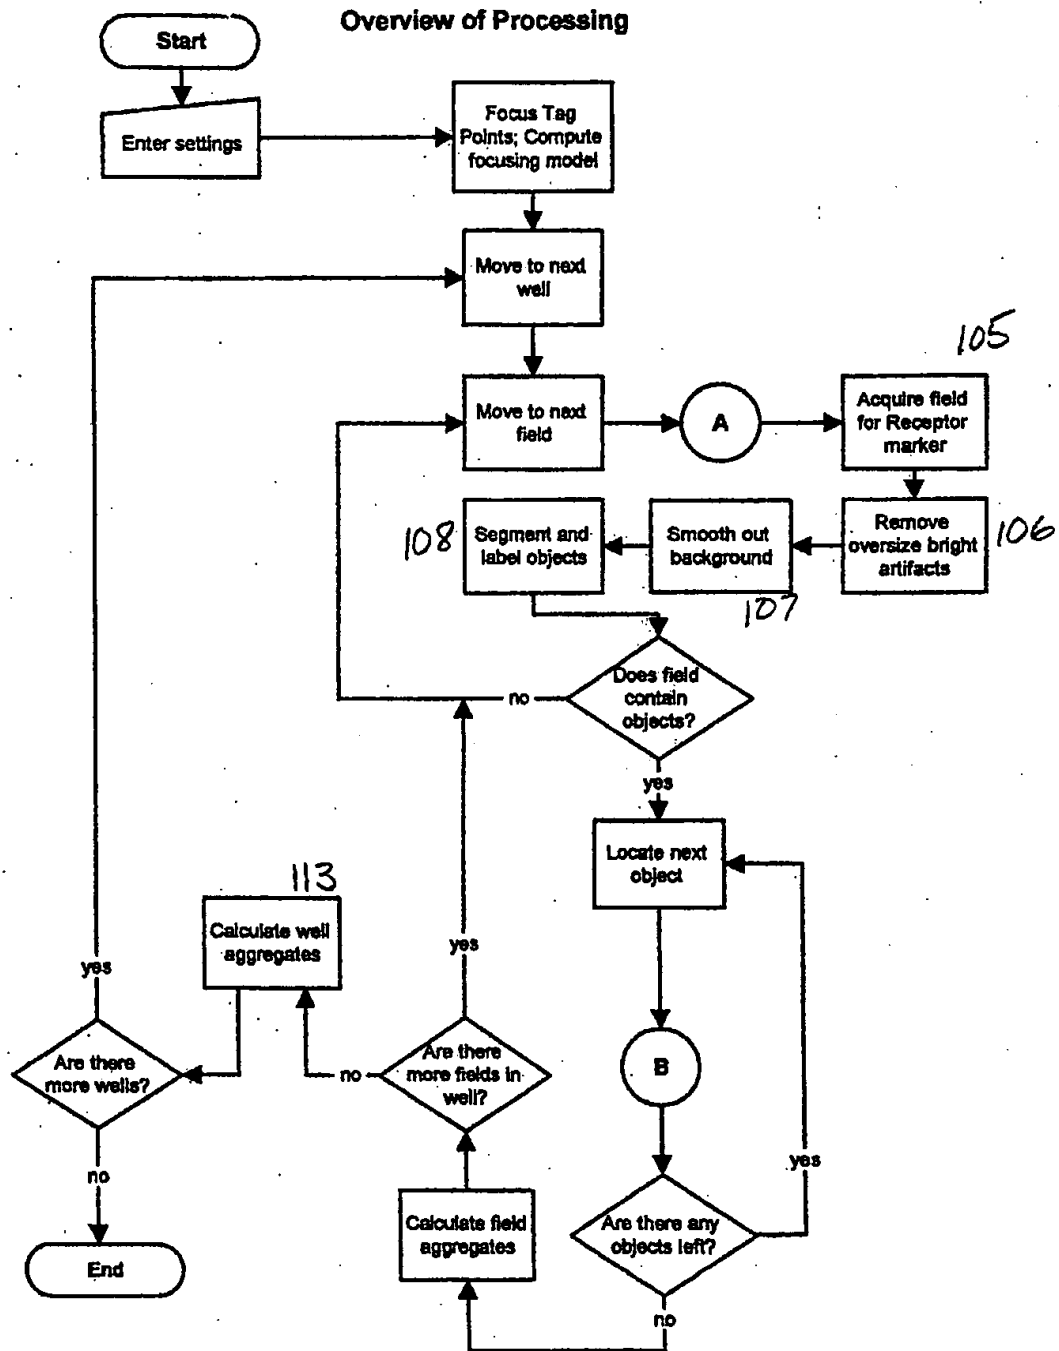 Overview of Processing
Start
Enter settings
Focus Tag
Points; Compute
focusing model
Move to next
well
Move to next
field
A
105
Acquire field
for Receptor
marker
108
Segment and
label objects
Smooth out
background
107
Remove
oversize bright
artifacts
106
Does field
contain
objects?
no
yes
Locate next
object
113
Calculate well
aggregates
yes
yes
Are there
more wells?
no
Are there
more fields in
well?
B
yes
no
End
Calculate field
aggregates
Are there any
objects left?
no